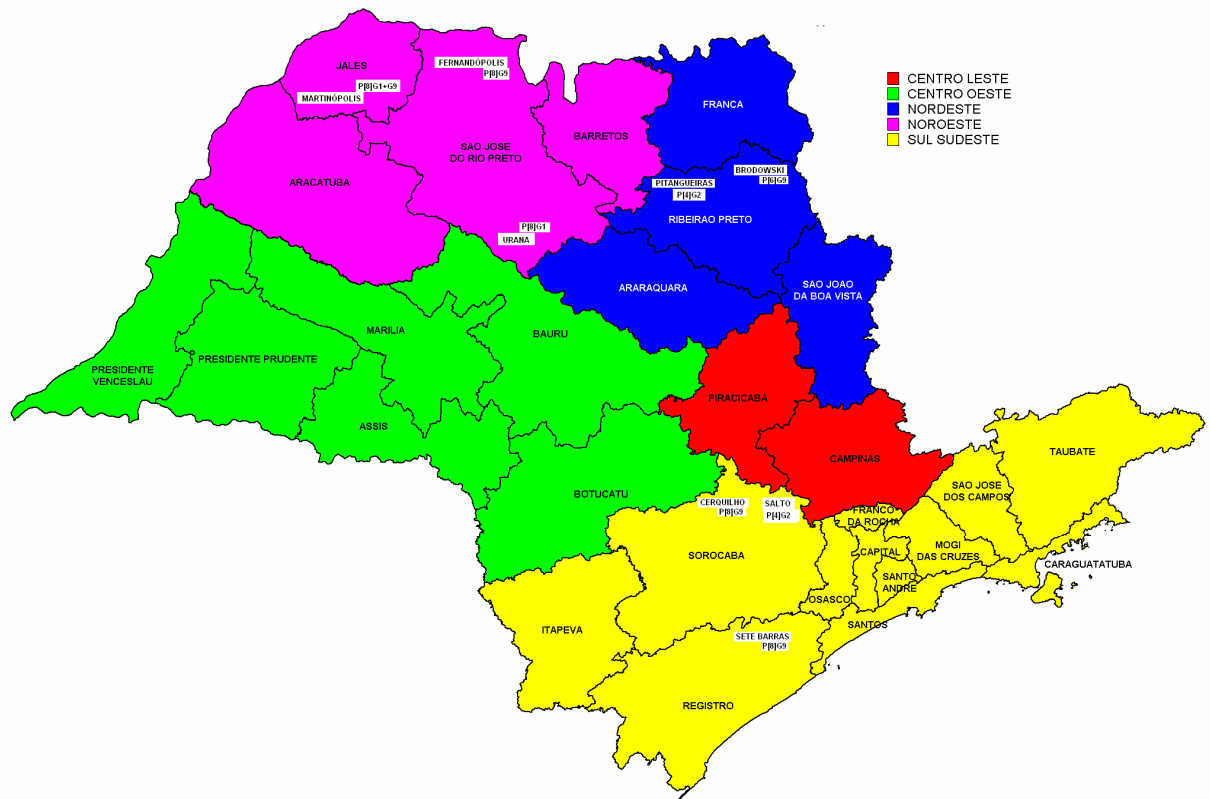 JALES
P[8]G1+G9
MARTINÓPOLIS
FERNANDÓPOLIS
P[8]G9
SAO JOSE
DO RIO PRETO
BARRETOS
ARACATUBA
P[8]G1
URANA
FRANCA
CENTRO LESTE
CENTRO OESTE
NORDESTE
NOROESTE
SUL SUDESTE
PITANGUEIRAS
P[4]G2
BRODOWSKI
P[6]G9
RIBEIRAO PRETO
ARARAQUARA
SAO JOAO
DA BOA VISTA
MARILIA
BAURU
PRESIDENTE
VENCESLAU
PRESIDENTE PRUDENTE
ASSIS
BOTUCATU
PIRACICABA
CAMPINAS
CERQUILHO
P[8]G9
SALTO
P[4]G2
SOROCABA
ITAPEVA
SETE BARRAS
P[8]G9
REGISTRO
FRANCO
DA ROCHA
CAPITAL
OSASCO
SANTO
ANDRE
MOGI
DAS CRUZES
SANTOS
SAO JOSE
DOS CAMPOS
TAUBATE
CARAGUATATUBA